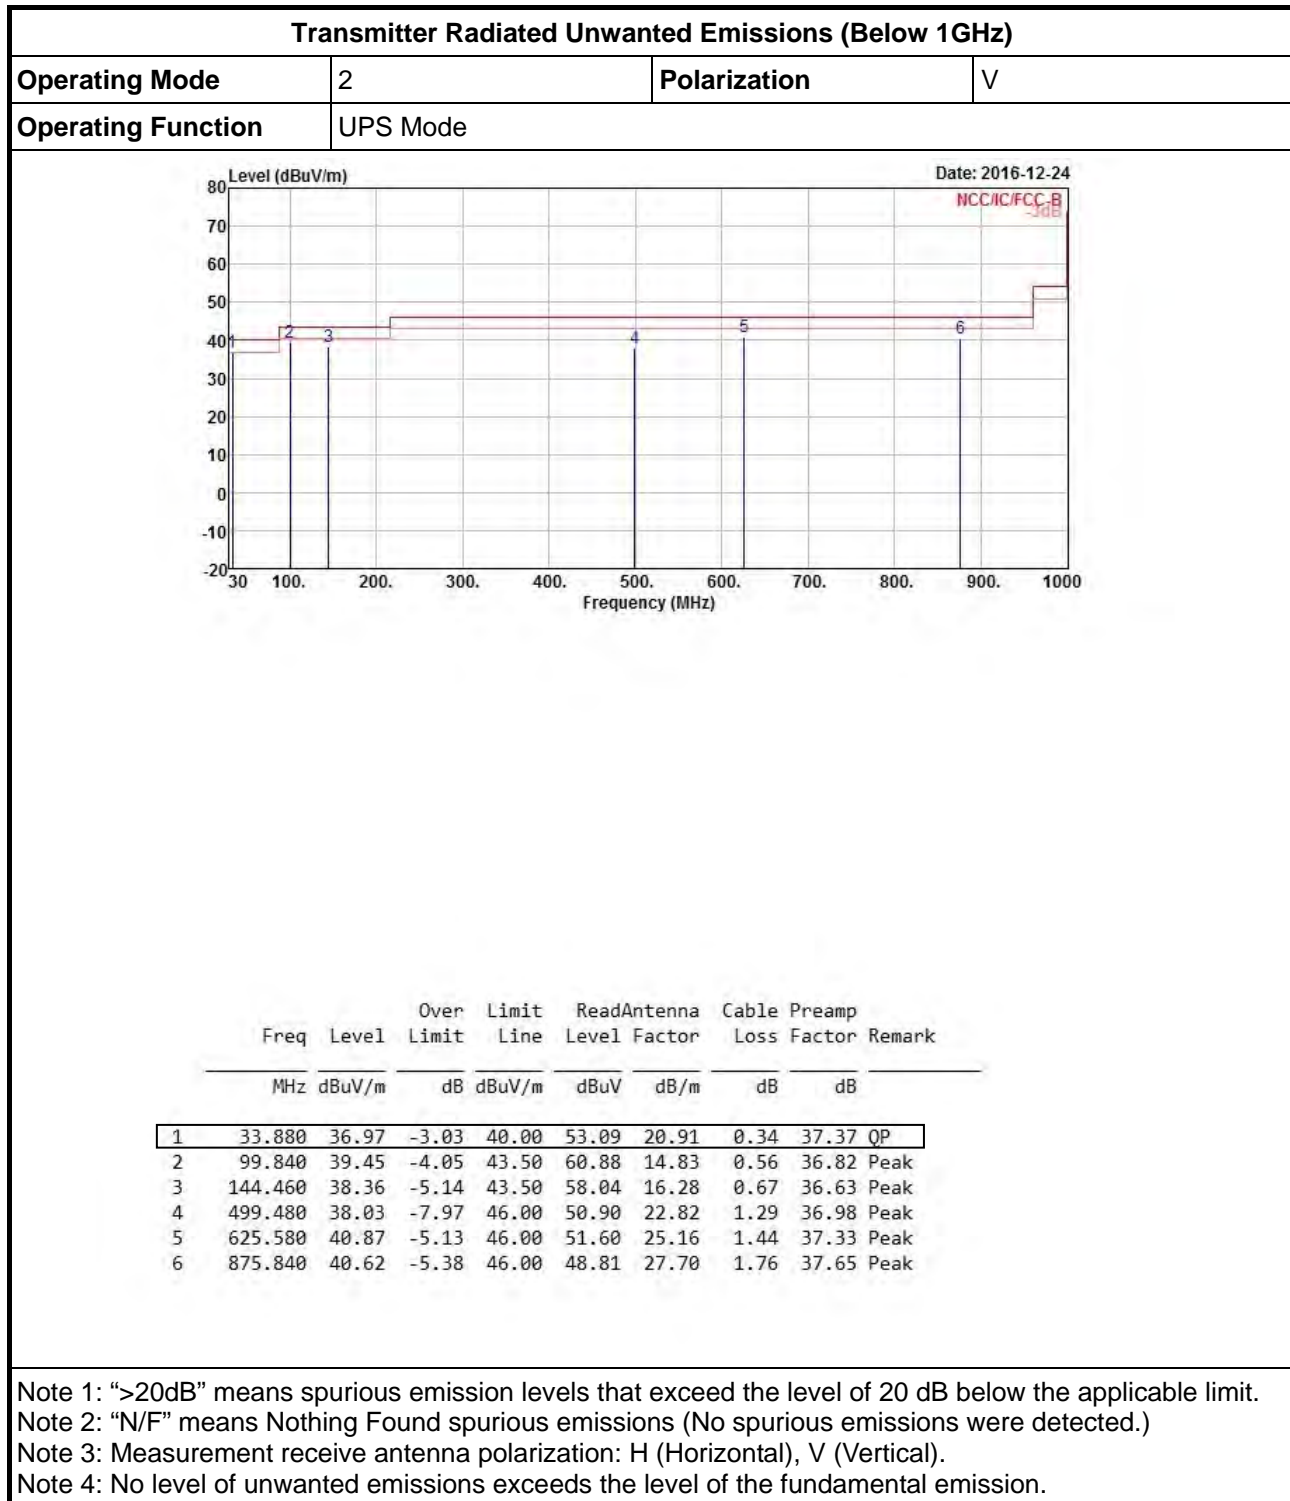 Transmitter Radiated Unwanted Emissions (Below 1GHz)
Operating Mode 2 Polarization V
Operating Function UPS Mode
Level (dBuV/m) Date: 2016-12-24
80
NCC/IC/FCC-B
-3dB
70
60
50
40
30
20
10
0
-10
-20
1 2 3 4 5 6
30 100. 200. 300. 400. 500. 600. 700. 800. 900. 1000
Frequency (MHz)
Over Limit ReadAntenna Cable Preamp
Freq Level Limit Line Level Factor Loss Factor Remark
MHz dBuV/m dB dBuV/m dBuV dB/m dB dB
1 33.880 36.97 -3.03 40.00 53.09 20.91 0.34 37.37 QP
2 99.840 39.45 -4.05 43.50 60.88 14.83 0.56 36.82 Peak
3 144.460 38.36 -5.14 43.50 58.04 16.28 0.67 36.63 Peak
4 499.480 38.03 -7.97 46.00 50.90 22.82 1.29 36.98 Peak
5 625.580 40.87 -5.13 46.00 51.60 25.16 1.44 37.33 Peak
6 875.840 40.62 -5.38 46.00 48.81 27.70 1.76 37.65 Peak
Note 1: “>20dB” means spurious emission levels that exceed the level of 20 dB below the applicable limit.
Note 2: “N/F” means Nothing Found spurious emissions (No spurious emissions were detected.)
Note 3: Measurement receive antenna polarization: H (Horizontal), V (Vertical).
Note 4: No level of unwanted emissions exceeds the level of the fundamental emission.